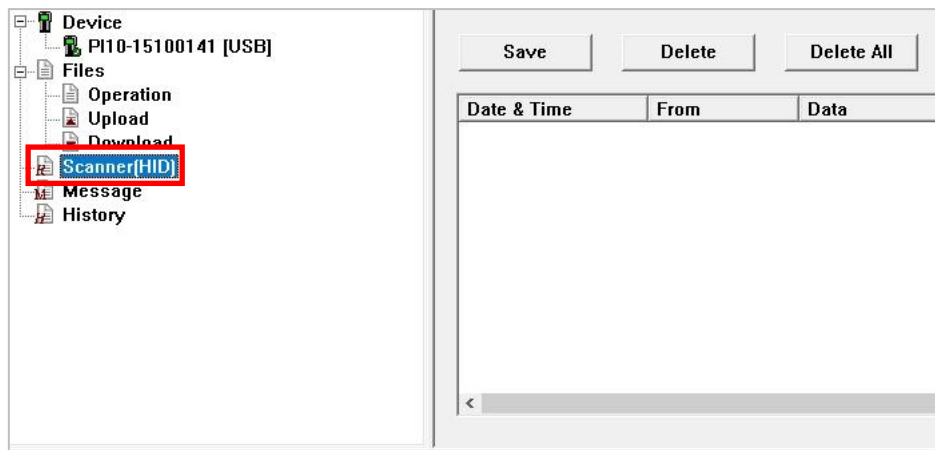 Device
PI10-15100141 [USB]
Files
Operation
Upload
Download
Scanner(HID)
Message
History
Save Delete Delete All
Date & Time From Data